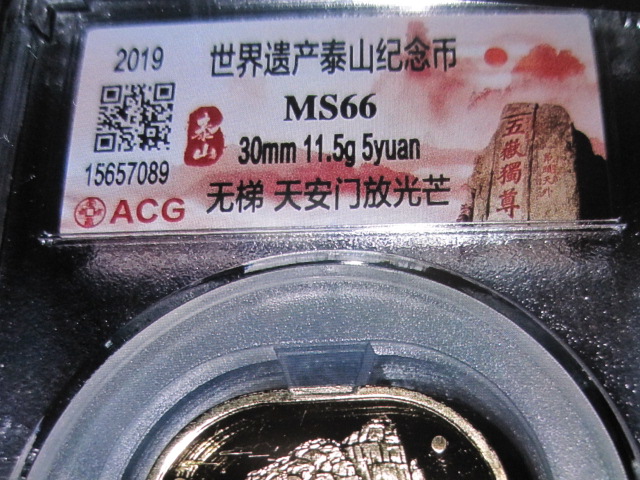 2019
世界遗产泰山纪念币
MS66
泰山
30mm 11.5g 5yuan
15657089
无梯 天安门放光芒
ACG
五嶽獨尊